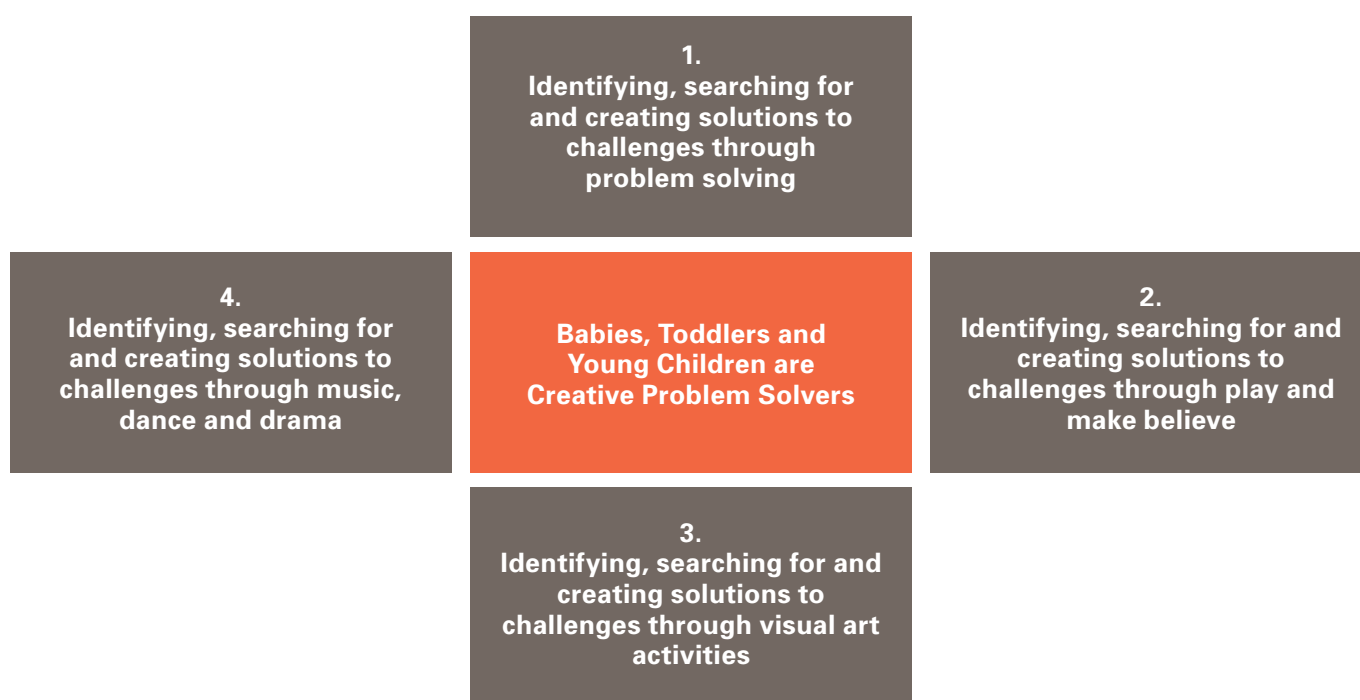 1.
Identifying, searching for
and creating solutions to
challenges through
problem solving
4.
Identifying, searching for
and creating solutions to
challenges through music,
dance and drama
Babies, Toddlers and
Young Children are
Creative Problem Solvers
2.
Identifying, searching for and
creating solutions to
challenges through play and
make believe
3.
Identifying, searching for and
creating solutions to
challenges through visual art
activities